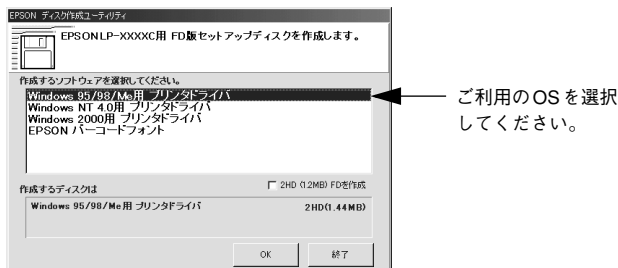 EPSON ディスク作成ユーティリティ
EPSON LP-XXXXC用 FD版セットアップディスクを作成します。
作成するソフトウェアを選択してください。
Windows 95/98/Me用 プリンタドライバ
Windows NT 4.0用 プリンタドライバ
Windows 2000用 プリンタドライバ
EPSON バーコードフォント
ご利用のOSを選択
してください。
作成するディスクは
2HD (1.2MB) FDを作成
Windows 95/98/Me用 プリンタドライバ
2HD(1.44MB)
OK
終了